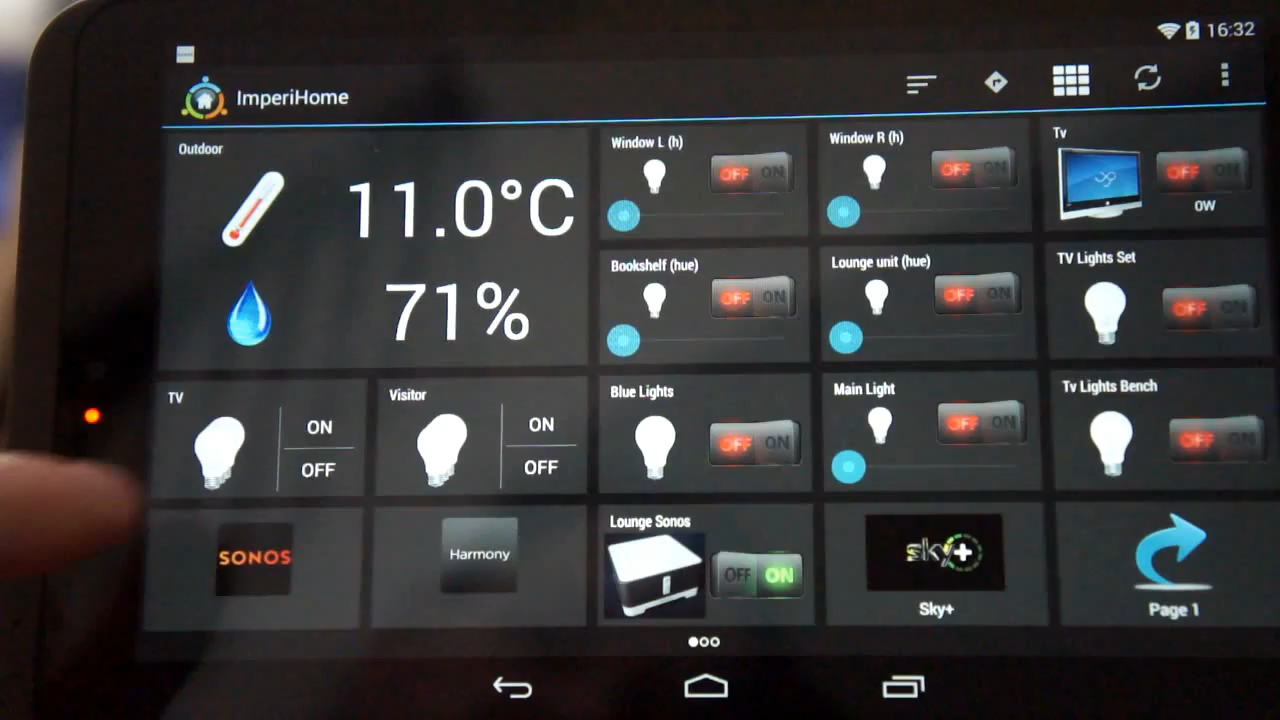 16:32
ImperiHome
Outdoor
11.0°C
71%
Window L (h)
OFF ON
Window R (h)
OFF ON
Tv
OFF ON
0W
Bookshelf (hue)
OFF ON
Lounge unit (hue)
OFF ON
TV Lights Set
OFF ON
TV
ON
OFF
Visitor
ON
OFF
Blue Lights
OFF ON
Main Light
OFF ON
Tv Lights Bench
OFF ON
SONOS
Harmony
Lounge Sonos
OFF ON
sky+
Sky+
Page 1